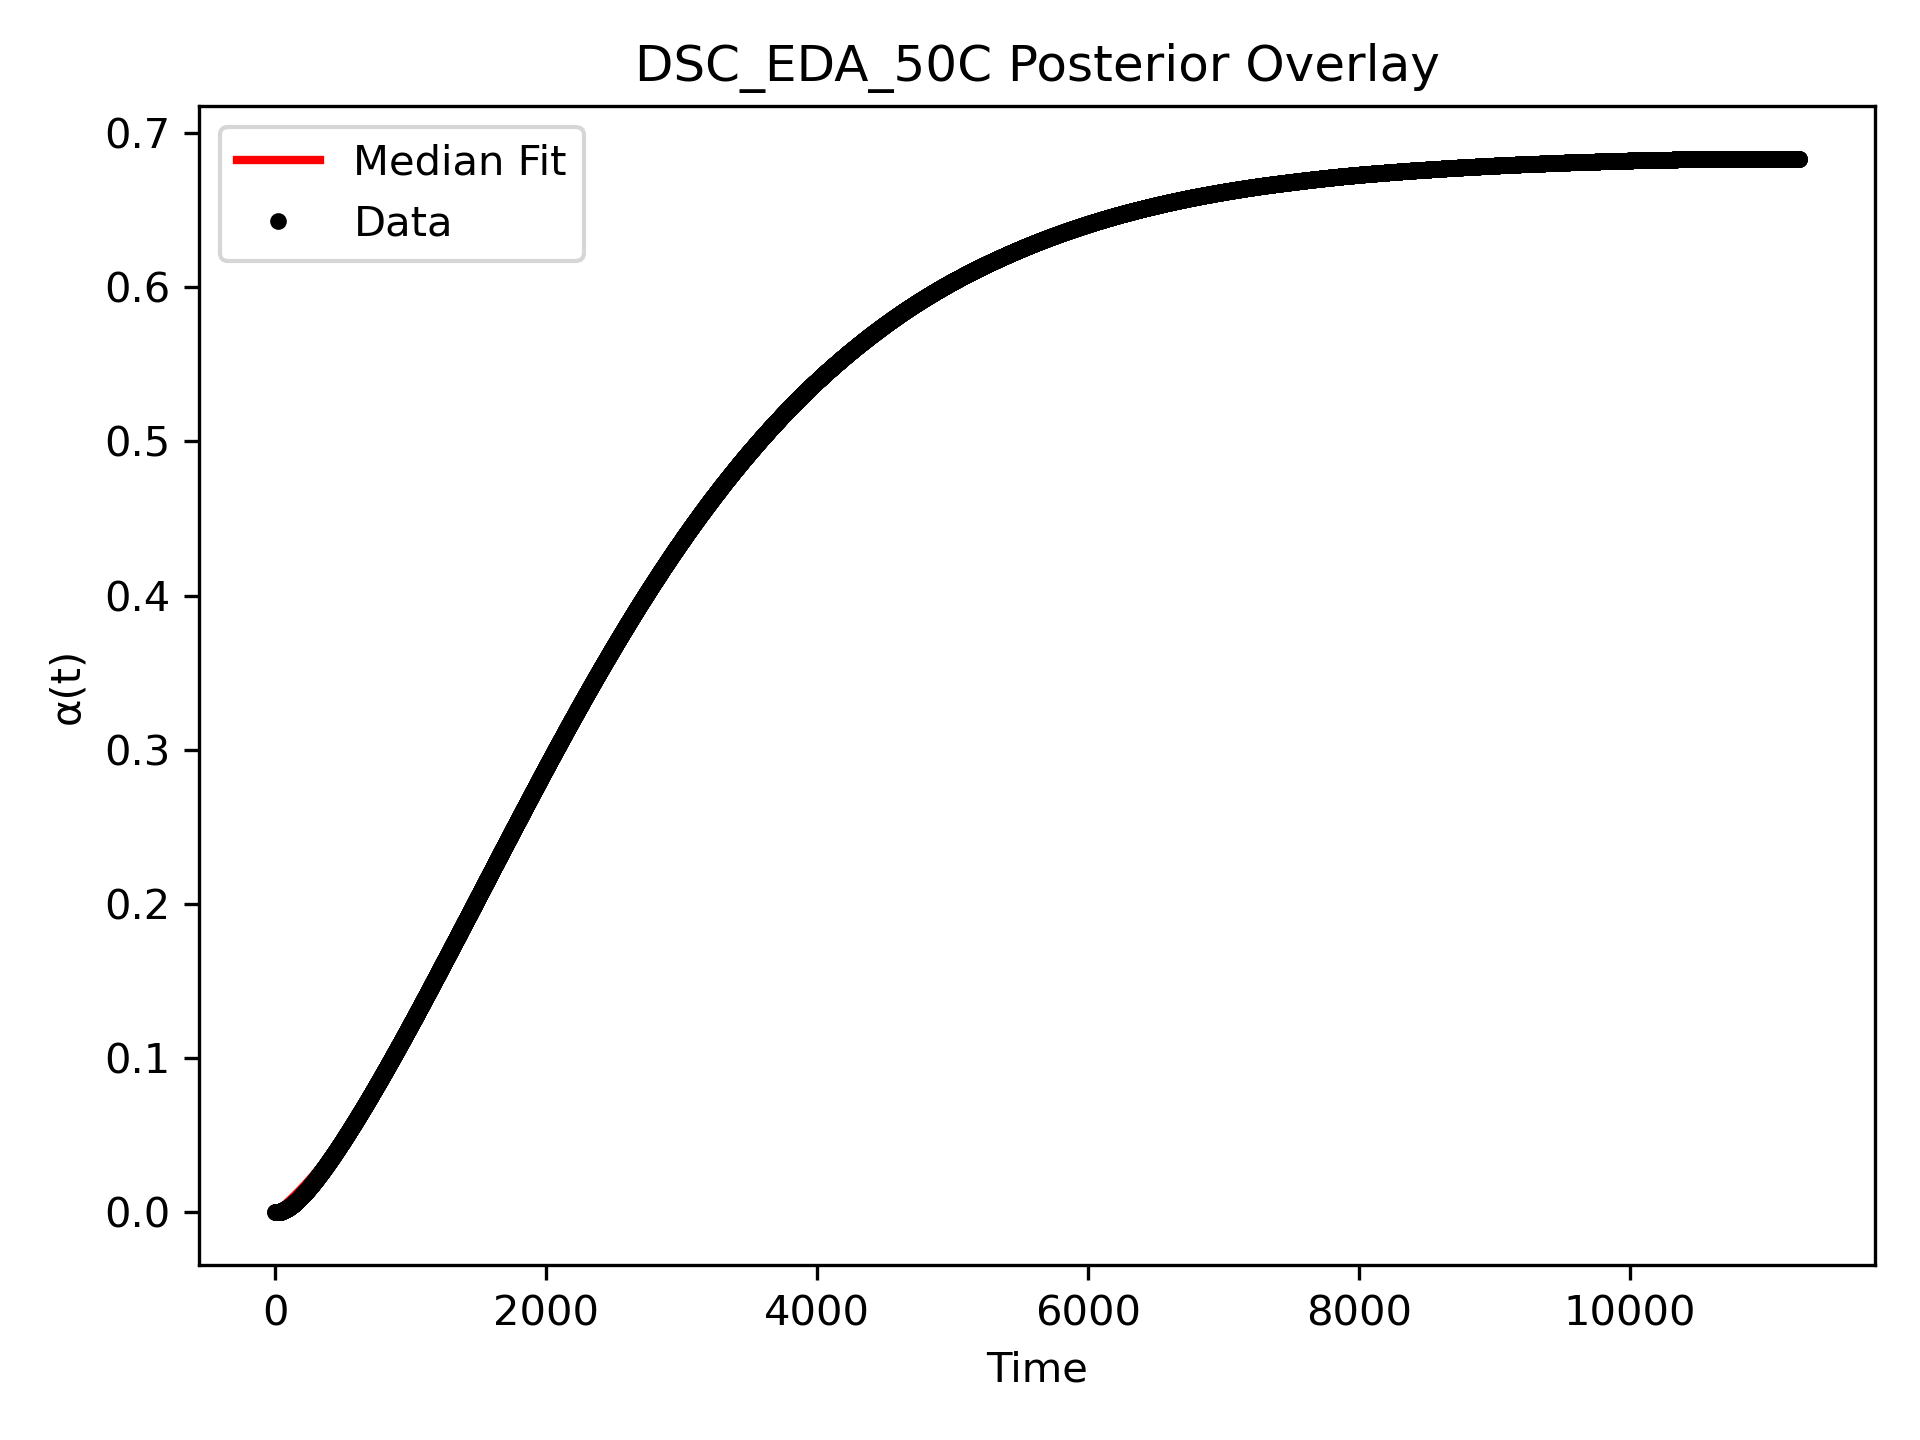 DSC_EDA_50C Posterior Overlay
Median Fit
Data
α(t)
0.7
0.6
0.5
0.4
0.3
0.2
0.1
0.0
0 2000 4000 6000 8000 10000
Time